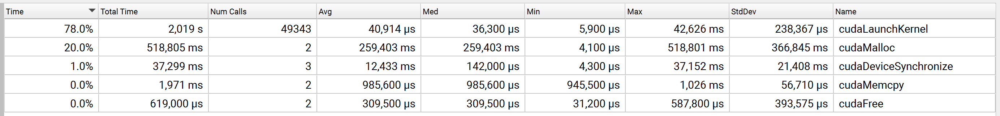 Time Total Time Num Calls Avg Med Min Max StdDev Name
78.0% 2,019 s 49343 40,914 μs 36,300 μs 5,900 μs 42,626 ms 238,367 μs cudaLaunchKernel
20.0% 518,805 ms 2 259,403 ms 259,403 ms 4,100 μs 518,801 ms 366,845 ms cudaMalloc
1.0% 37,299 ms 3 12,433 ms 142,000 μs 4,300 μs 37,152 ms 21,408 ms cudaDeviceSynchronize
0.0% 1,971 ms 2 985,600 μs 985,600 μs 945,500 μs 1,026 ms 56,710 μs cudaMemcpy
0.0% 619,000 μs 2 309,500 μs 309,500 μs 31,200 μs 587,800 μs 393,575 μs cudaFree